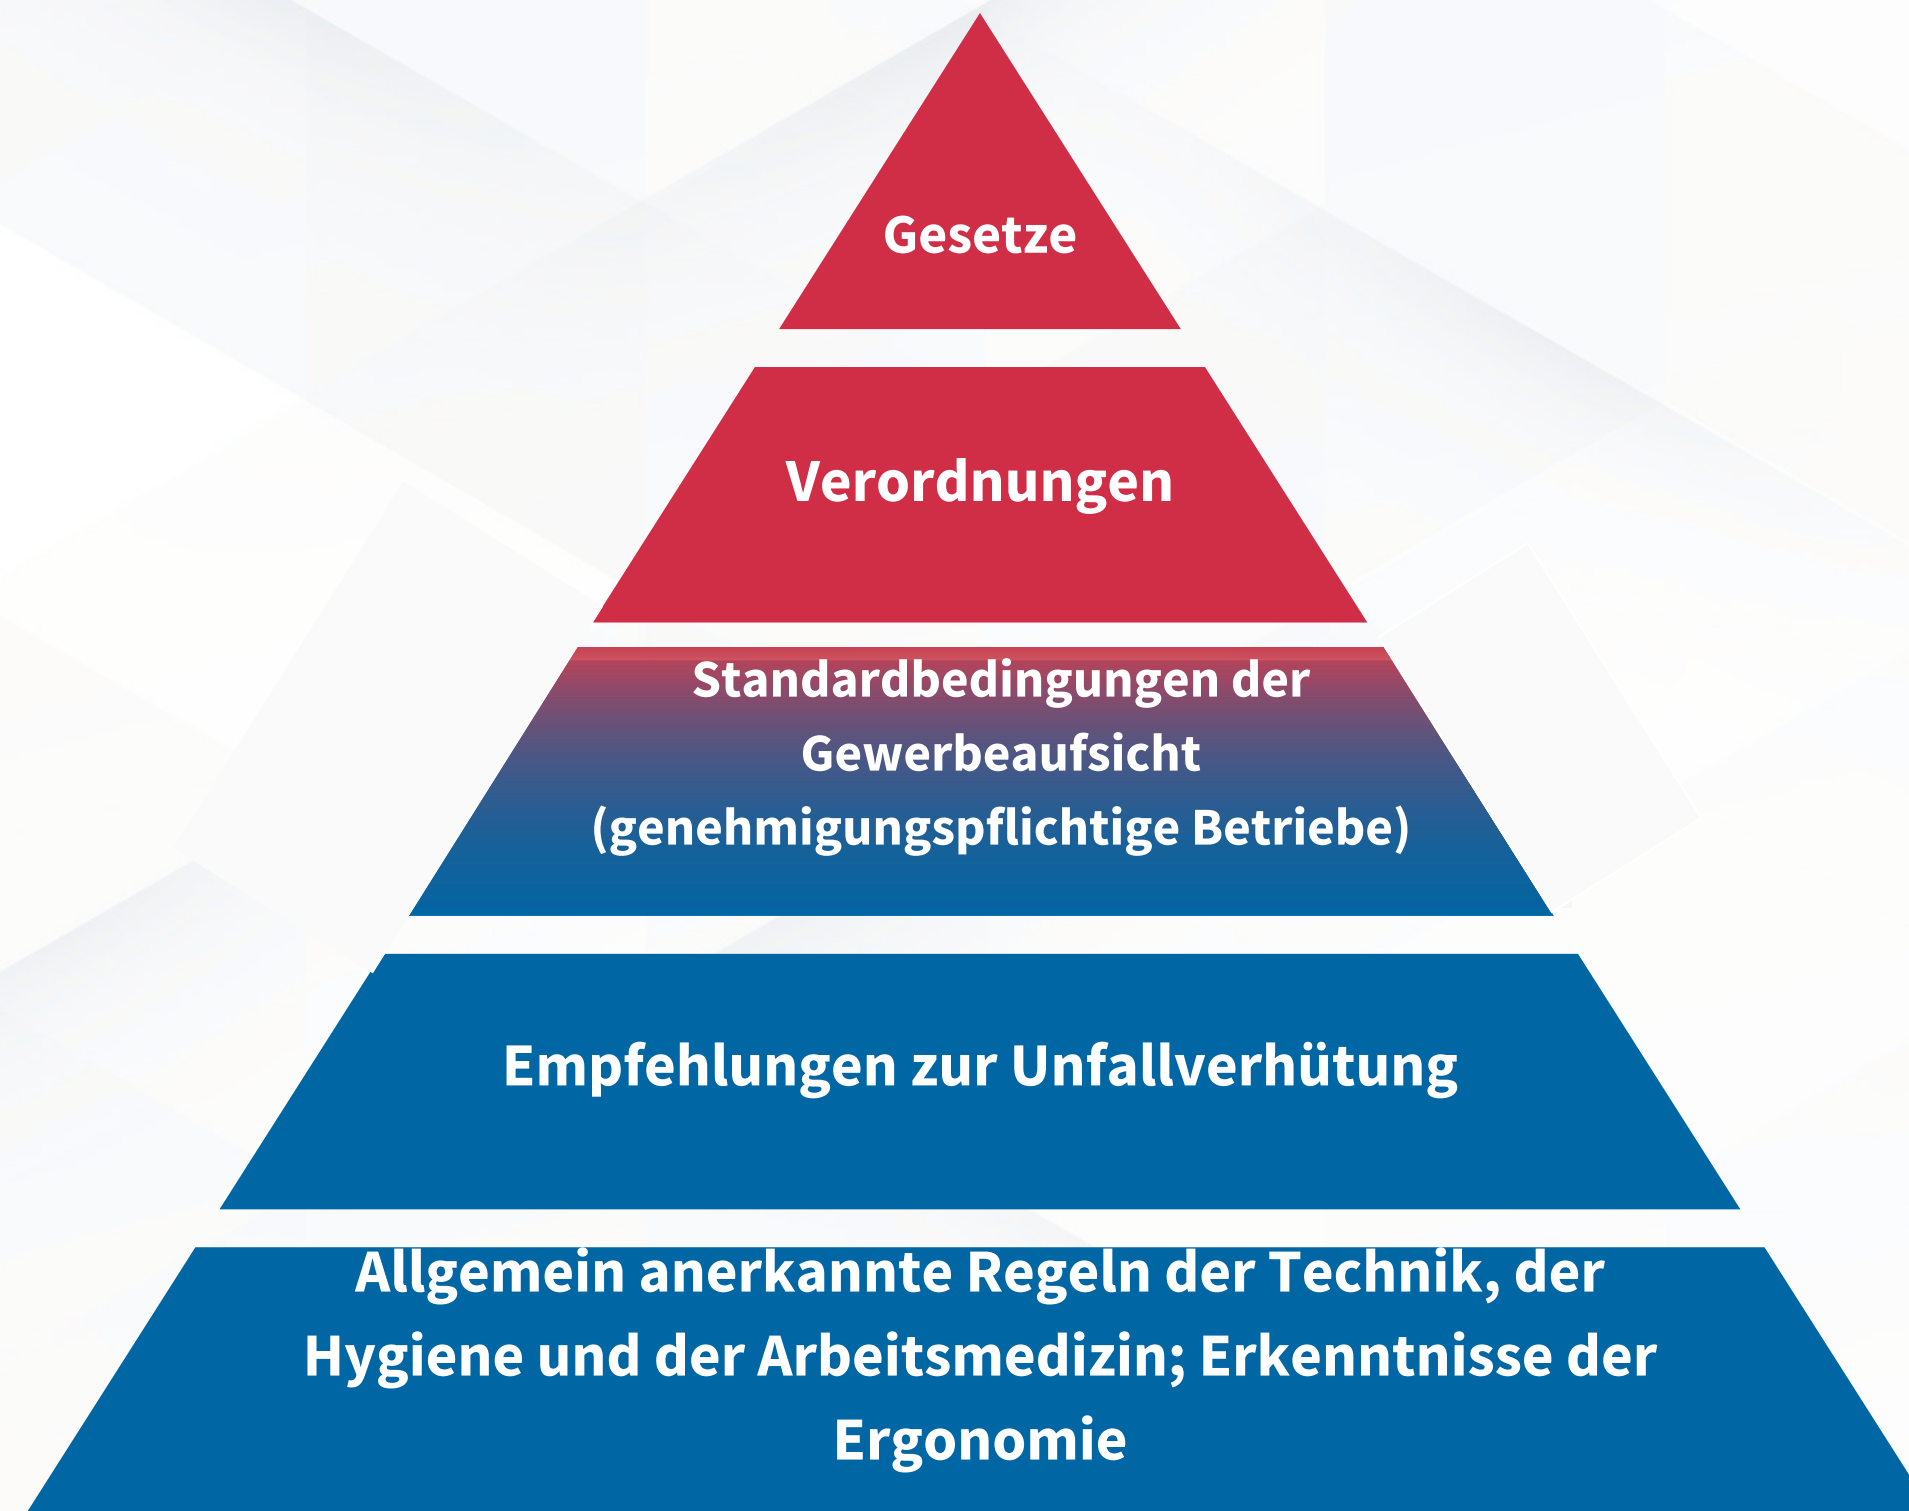 Gesetze
Verordnungen
Standardbedingungen der
Gewerbeaufsicht
(genehmigungspflichtige Betriebe)
Empfehlungen zur Unfallverhütung
Allgemein anerkannte Regeln der Technik, der
Hygiene und der Arbeitsmedizin; Erkenntnisse der
Ergonomie